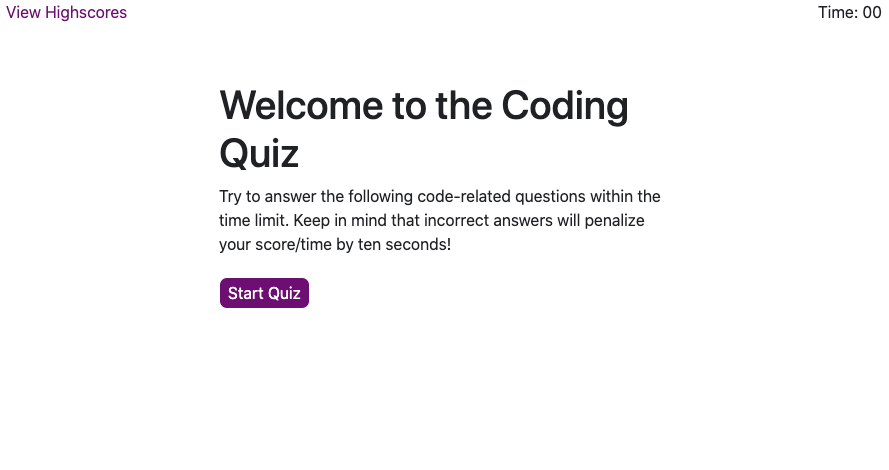 View Highscores
Time: 00
Welcome to the Coding
Quiz
Try to answer the following code-related questions within the
time limit. Keep in mind that incorrect answers will penalize
your score/time by ten seconds!
Start Quiz